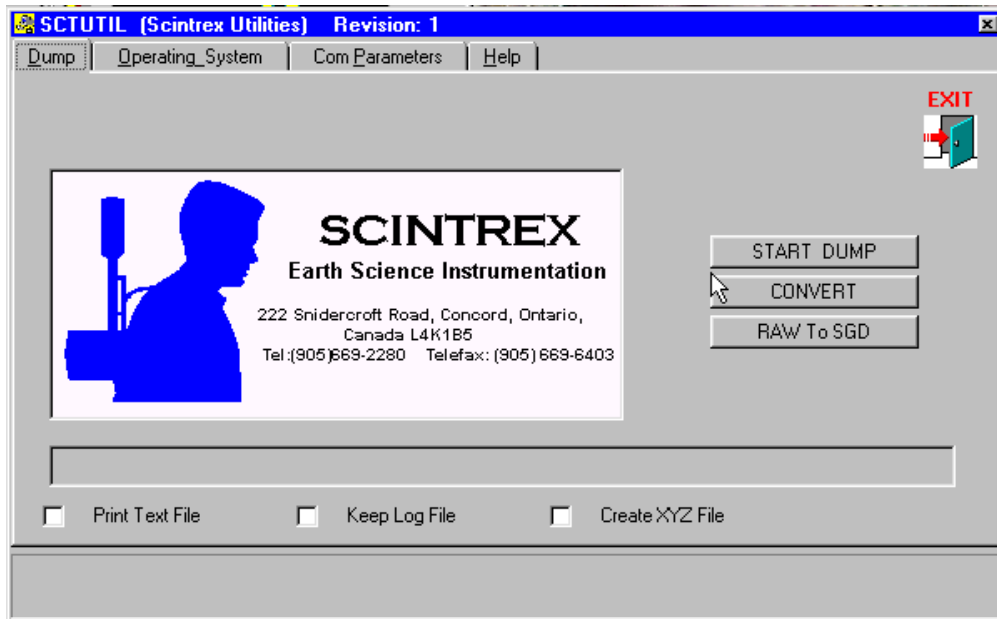 SCTUTIL (Scintrex Utilities) Revision: 1
Dump Operating_System Com Parameters Help
EXIT
SCINTREX
Earth Science Instrumentation
222 Snidercroft Road, Concord, Ontario,
Canada L4K1B5
Tel:(905)669-2280 Telefax: (905) 669-6403
START DUMP
CONVERT
RAW To SGD
Print Text File Keep Log File Create XYZ File